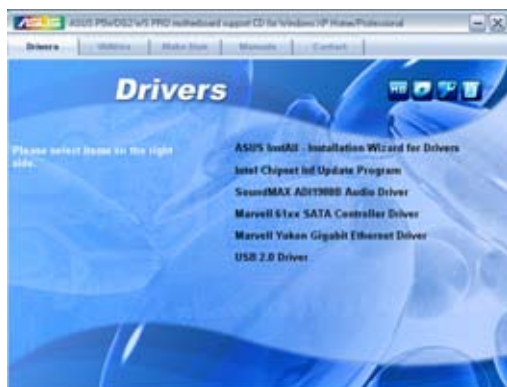 ASUS
ASUS P5WDG2 WS PRO motherboard support CD for Windows XP Home/Professional
Drivers
Utilities
Make Disk
Manuals
Contact
Drivers
Please select items on the right
side.
ASUS InstAll - Installation Wizard for Drivers
Intel Chipset Inf Update Program
SoundMAX ADI1988B Audio Driver
Marvell 61xx SATA Controller Driver
Marvell Yukon Gigabit Ethernet Driver
USB 2.0 Driver